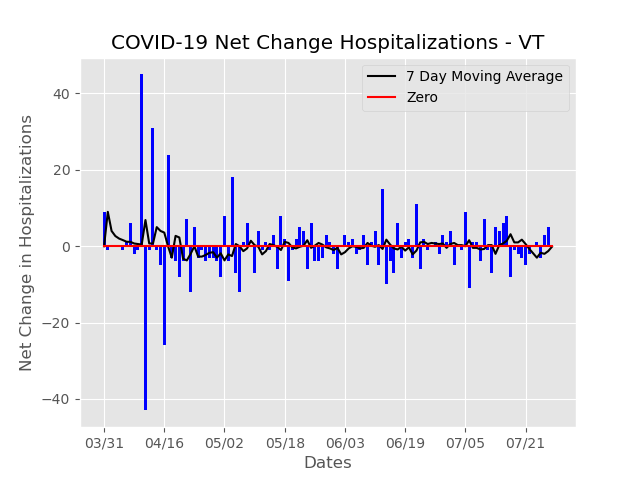 COVID-19 Net Change Hospitalizations - VT
7 Day Moving Average
Zero
Net Change in Hospitalizations
40
20
0
−20
−40
03/31 04/16 05/02 05/18 06/03 06/19 07/05 07/21
Dates